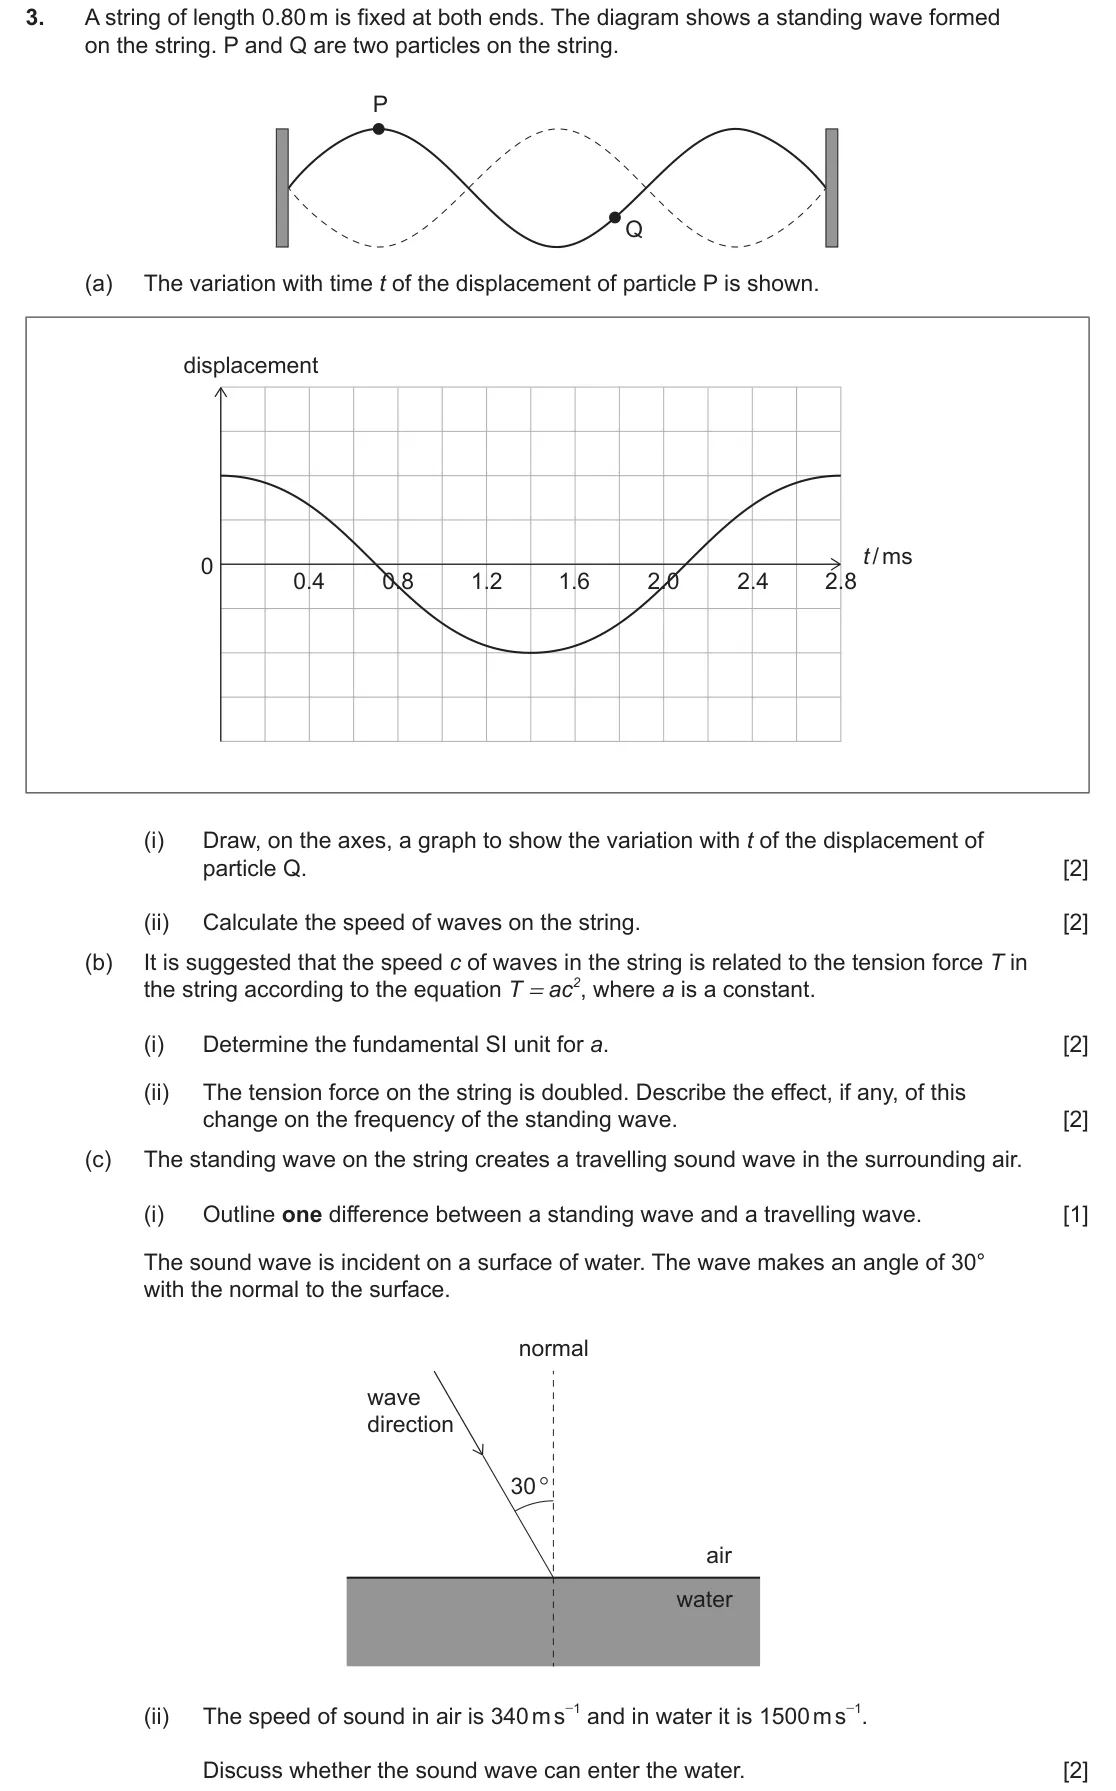 3. A string of length 0.80 m is fixed at both ends. The diagram shows a standing wave formed
on the string. P and Q are two particles on the string.
P
Q
(a) The variation with time t of the displacement of particle P is shown.
displacement
0
0.4 0.8 1.2 1.6 2.0 2.4 2.8
t / ms
(i) Draw, on the axes, a graph to show the variation with t of the displacement of
particle Q. [2]
(ii) Calculate the speed of waves on the string. [2]
(b) It is suggested that the speed c of waves in the string is related to the tension force T in
the string according to the equation T = ac², where a is a constant.
(i) Determine the fundamental SI unit for a. [2]
(ii) The tension force on the string is doubled. Describe the effect, if any, of this
change on the frequency of the standing wave. [2]
(c) The standing wave on the string creates a travelling sound wave in the surrounding air.
(i) Outline one difference between a standing wave and a travelling wave. [1]
The sound wave is incident on a surface of water. The wave makes an angle of 30°
with the normal to the surface.
normal
wave
direction
30°
air
water
(ii) The speed of sound in air is 340 m s⁻¹ and in water it is 1500 m s⁻¹.
Discuss whether the sound wave can enter the water. [2]